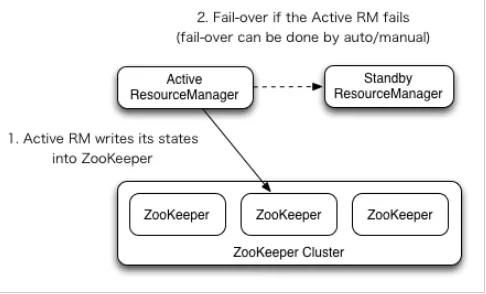 2. Fail-over if the Active RM fails
(fail-over can be done by auto/manual)
Active
ResourceManager
Standby
ResourceManager
1. Active RM writes its states
into ZooKeeper
ZooKeeper
ZooKeeper
ZooKeeper
ZooKeeper Cluster